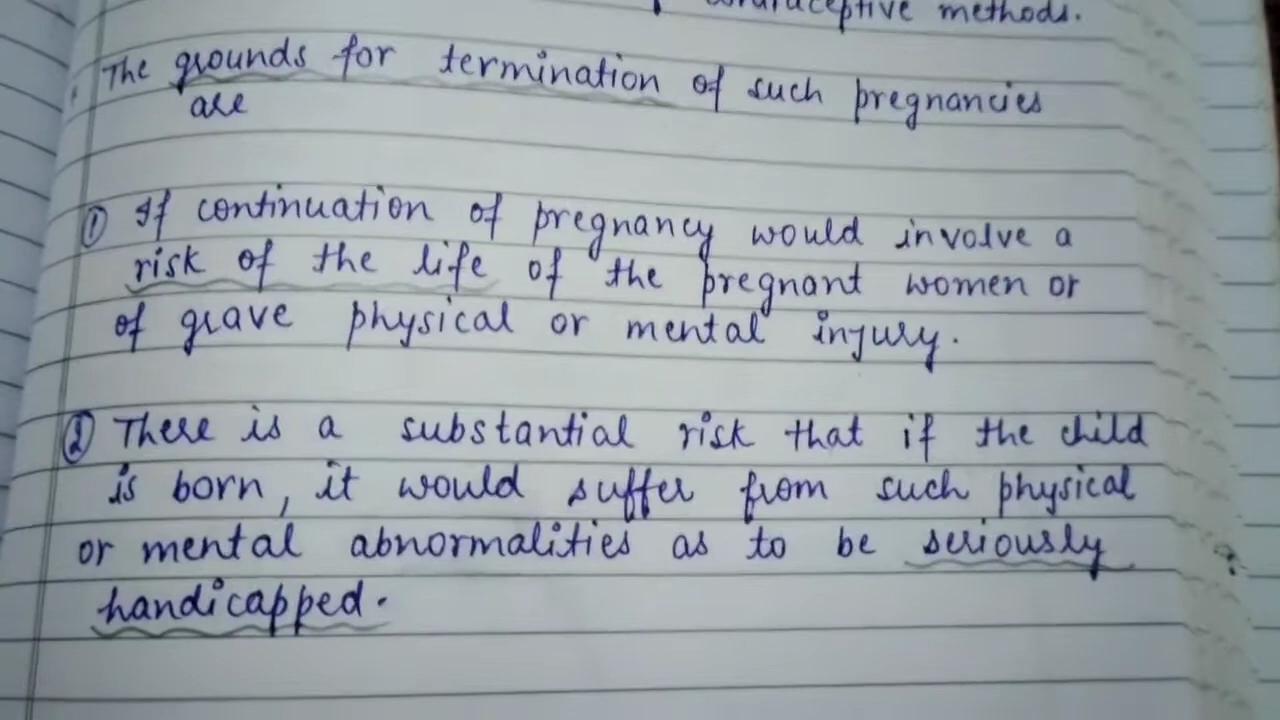 contraceptive methods.
The grounds for termination of such pregnancies
are
① If continuation of pregnancy would involve a
risk of the life of the pregnant women or
of grave physical or mental injury.
② There is a substantial risk that if the child
is born, it would suffer from such physical
or mental abnormalities as to be seriously
handicapped.